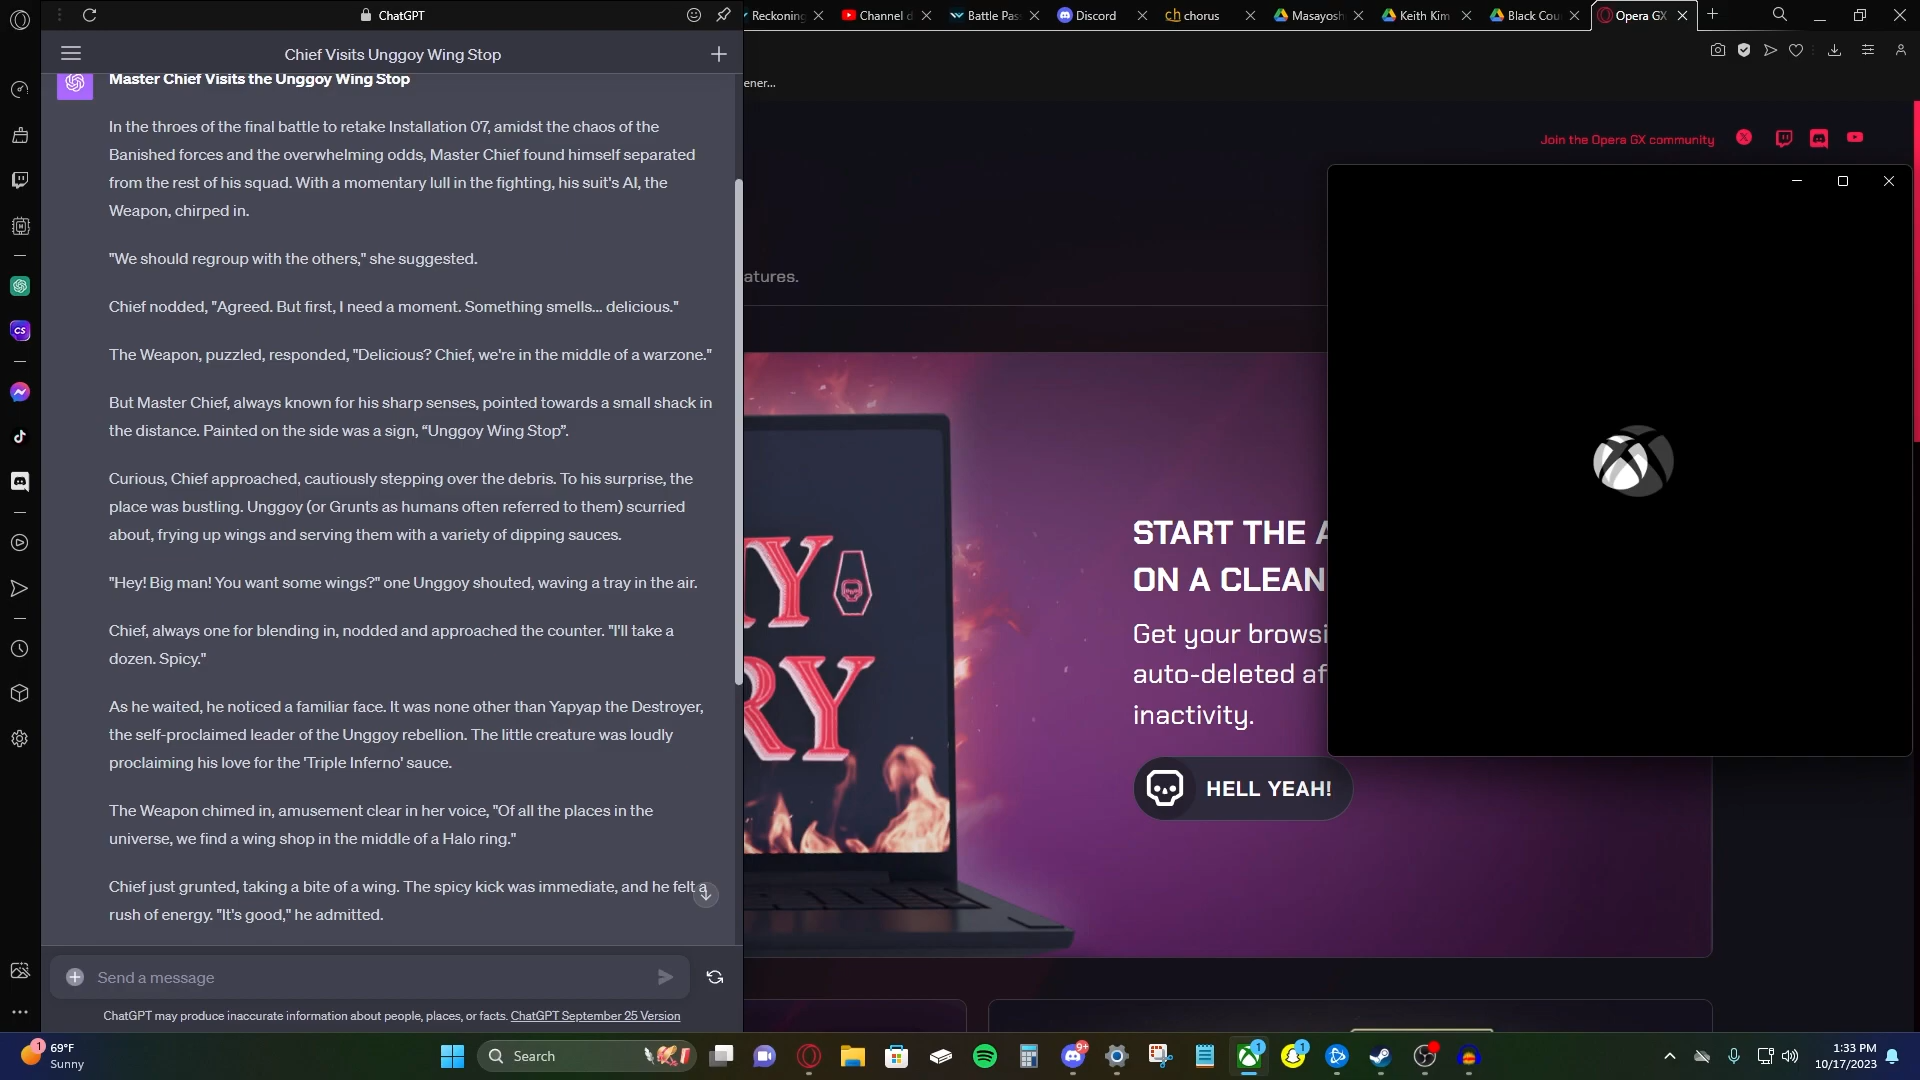 ChatGPT
Reckoning
Channel d
Battle Pas
Discord
chorus
Masayosh
Keith Kim
Black Cou
Opera GX
Chief Visits Unggoy Wing Stop
ener...
Master Chief Visits the Unggoy Wing Stop
In the throes of the final battle to retake Installation 07, amidst the chaos of the
Banished forces and the overwhelming odds, Master Chief found himself separated
from the rest of his squad. With a momentary lull in the fighting, his suit's AI, the
Weapon, chirped in.
"We should regroup with the others," she suggested.
Chief nodded, "Agreed. But first, I need a moment. Something smells... delicious."
The Weapon, puzzled, responded, "Delicious? Chief, we're in the middle of a warzone."
But Master Chief, always known for his sharp senses, pointed towards a small shack in
the distance. Painted on the side was a sign, “Unggoy Wing Stop”.
Curious, Chief approached, cautiously stepping over the debris. To his surprise, the
place was bustling. Unggoy (or Grunts as humans often referred to them) scurried
about, frying up wings and serving them with a variety of dipping sauces.
"Hey! Big man! You want some wings?" one Unggoy shouted, waving a tray in the air.
Chief, always one for blending in, nodded and approached the counter. "I'll take a
dozen. Spicy."
As he waited, he noticed a familiar face. It was none other than Yapyap the Destroyer,
the self-proclaimed leader of the Unggoy rebellion. The little creature was loudly
proclaiming his love for the 'Triple Inferno' sauce.
The Weapon chimed in, amusement clear in her voice, "Of all the places in the
universe, we find a wing shop in the middle of a Halo ring."
Chief just grunted, taking a bite of a wing. The spicy kick was immediate, and he felt a
rush of energy. "It's good," he admitted.
Send a message
ChatGPT may produce inaccurate information about people, places, or facts. ChatGPT September 25 Version
Join the Opera GX community
atures.
Y
RY
START THE A
ON A CLEAN
Get your browsi
auto-deleted af
inactivity.
HELL YEAH!
CS
1
69°F
Sunny
Search
9+
1
1
1:33 PM
10/17/2023